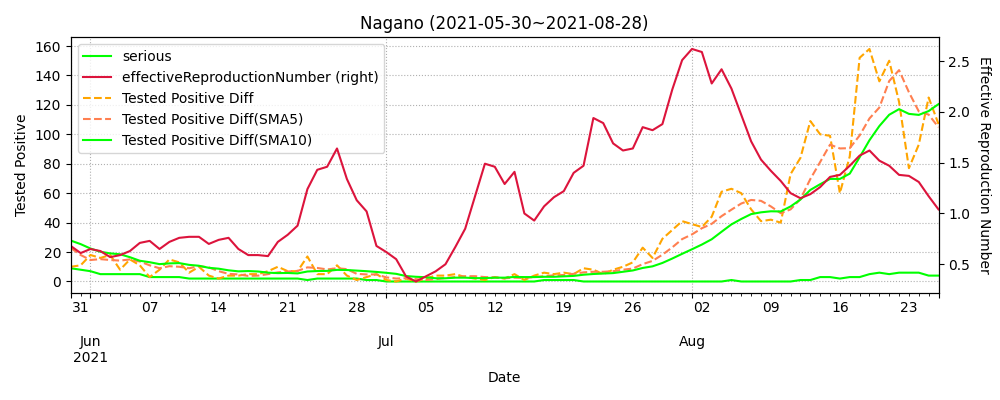 Nagano (2021-05-30~2021-08-28)
serious
effectiveReproductionNumber (right)
Tested Positive Diff
Tested Positive Diff(SMA5)
Tested Positive Diff(SMA10)
Tested Positive
160
140
120
100
80
60
40
20
0
2.5
2.0
1.5
1.0
0.5
Effective Reproduction Number
31 07 14 21 28 05 12 19 26 02 09 16 23
Jun Jul Aug
2021
Date